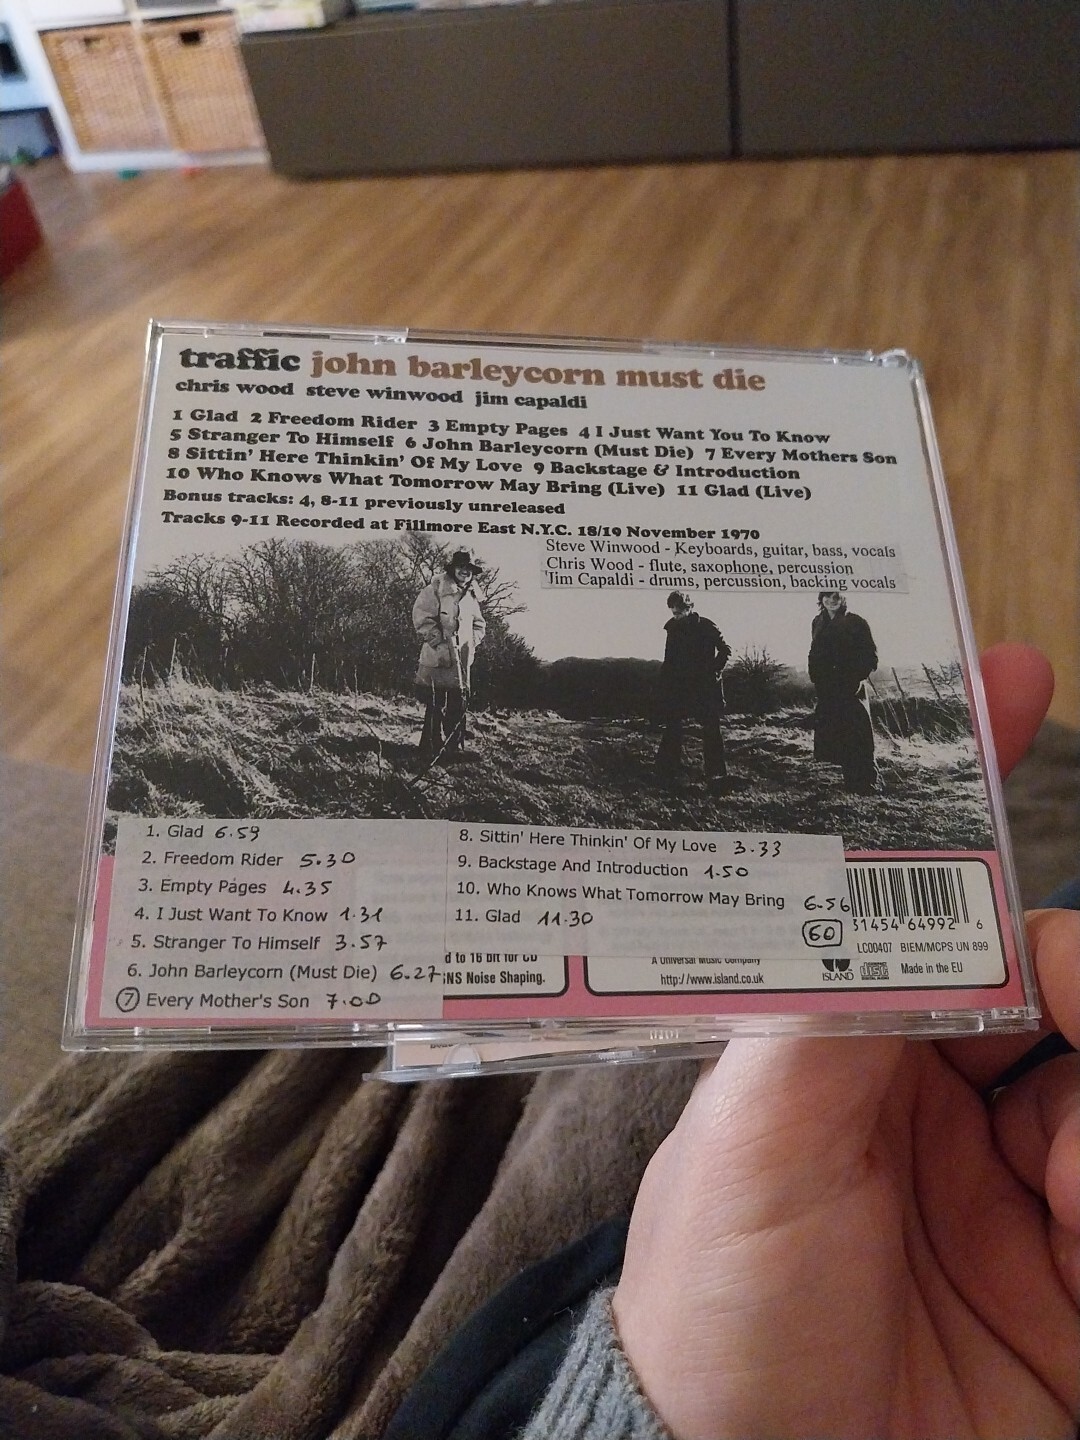 traffic john barleycorn must die
chris wood steve winwood jim capaldi
1 Glad 2 Freedom Rider 3 Empty Pages 4 I Just Want You To Know
5 Stranger To Himself 6 John Barleycorn (Must Die) 7 Every Mothers Son
8 Sittin' Here Thinkin' Of My Love 9 Backstage & Introduction
10 Who Knows What Tomorrow May Bring (Live) 11 Glad (Live)
Bonus tracks: 4, 8-11 previously unreleased
Tracks 9-11 Recorded at Fillmore East N.Y.C. 18/19 November 1970
Steve Winwood - Keyboards, guitar, bass, vocals
Chris Wood - flute, saxophone, percussion
Jim Capaldi - drums, percussion, backing vocals
1. Glad 6.59
2. Freedom Rider 5.30
3. Empty Pages 4.35
4. I Just Want To Know 1.31
5. Stranger To Himself 3.57
6. John Barleycorn (Must Die) 6.27
7 Every Mother's Son 7.00
8. Sittin' Here Thinkin' Of My Love 3.33
9. Backstage And Introduction 1.50
10. Who Knows What Tomorrow May Bring 6.56
11. Glad 11.30
60
31454 64992 6
LC00407 BIEM/MCPS UN 899
d to 16 bit for CD
NS Noise Shaping.
A Universal Music Company
http://www.island.co.uk
ISLAND
disc
Made in the EU